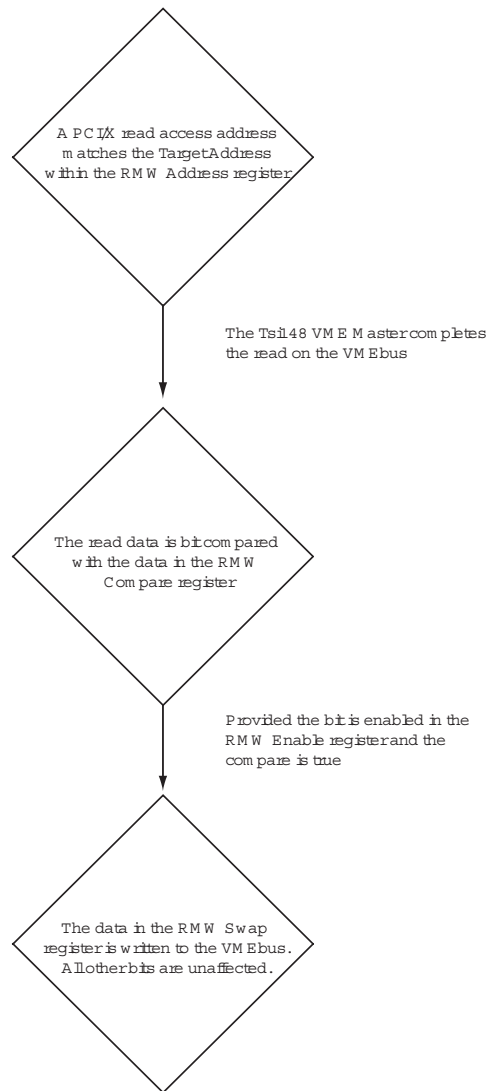 A PCI/X read access address
matches the Target Address
within the RMW Address register
The Tsi148 VME Master completes
the read on the VMEbus
The read data is bit compared
with the data in the RMW
Compare register
Provided the bit is enabled in the
RMW Enable register and the
compare is true
The data in the RMW Swap
register is written to the VMEbus.
All other bits are unaffected.